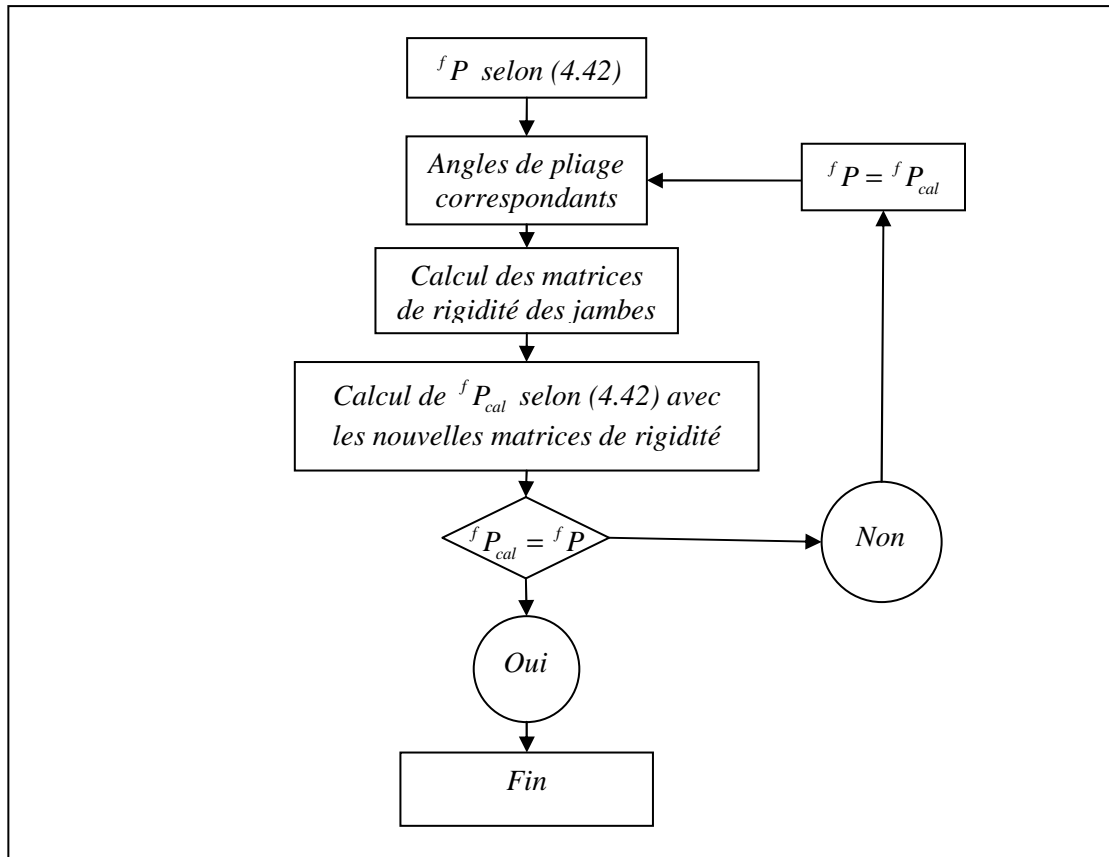 ᶠP selon (4.42)
Angles de pliage
correspondants
ᶠP = ᶠP_cal
Calcul des matrices
de rigidité des jambes
Calcul de ᶠP_cal selon (4.42) avec
les nouvelles matrices de rigidité
ᶠP_cal = ᶠP
Non
Oui
Fin